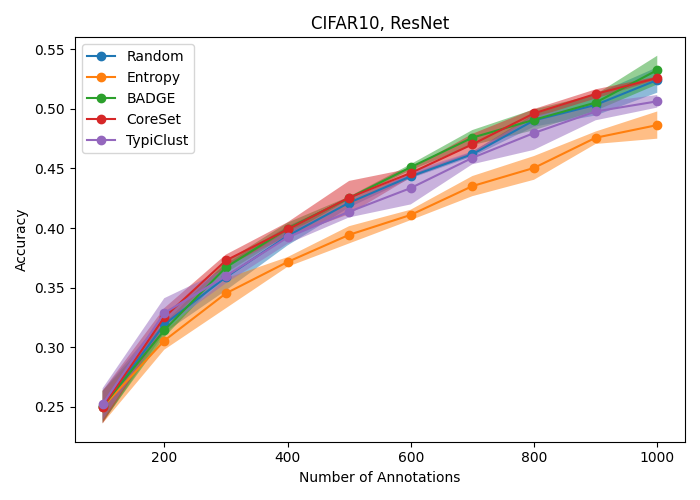 CIFAR10, ResNet
Random
Entropy
BADGE
CoreSet
TypiClust
Accuracy
0.55
0.50
0.45
0.40
0.35
0.30
0.25
200
400
600
800
1000
Number of Annotations